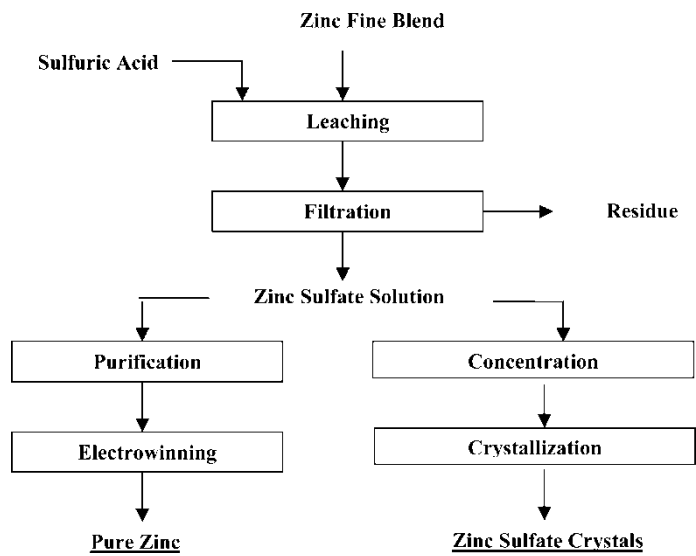 Zinc Fine Blend
Sulfuric Acid
Leaching
Filtration
Residue
Zinc Sulfate Solution
Purification
Concentration
Electrowinning
Crystallization
Pure Zinc
Zinc Sulfate Crystals